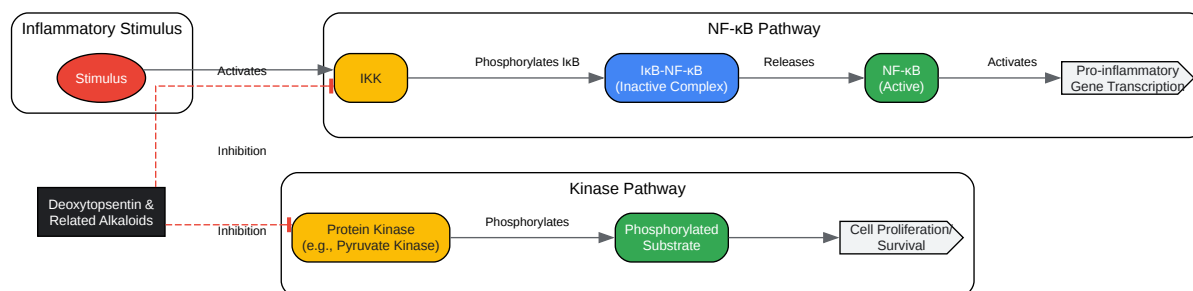 Inflammatory Stimulus
NF-κB Pathway
Stimulus
Activates
IKK
Phosphorylates IκB
IκB-NF-κB
(Inactive Complex)
Releases
NF-κB
(Active)
Activates
Pro-inflammatory
Gene Transcription
Inhibition
Deoxytopsentin &
Related Alkaloids
Inhibition
Kinase Pathway
Protein Kinase
(e.g., Pyruvate Kinase)
Phosphorylates
Phosphorylated
Substrate
Cell Proliferation/
Survival